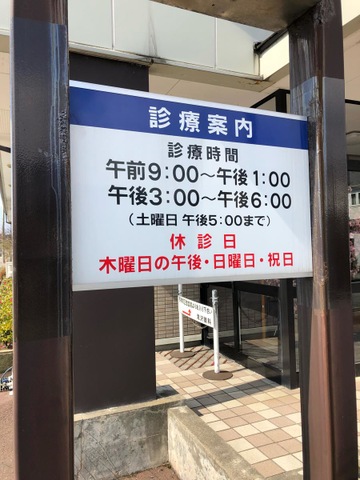 診療案内
診療時間
午前9:00～午後1:00
午後3:00～午後6:00
（土曜日 午後5:00まで）
休診日
木曜日の午後・日曜日・祝日